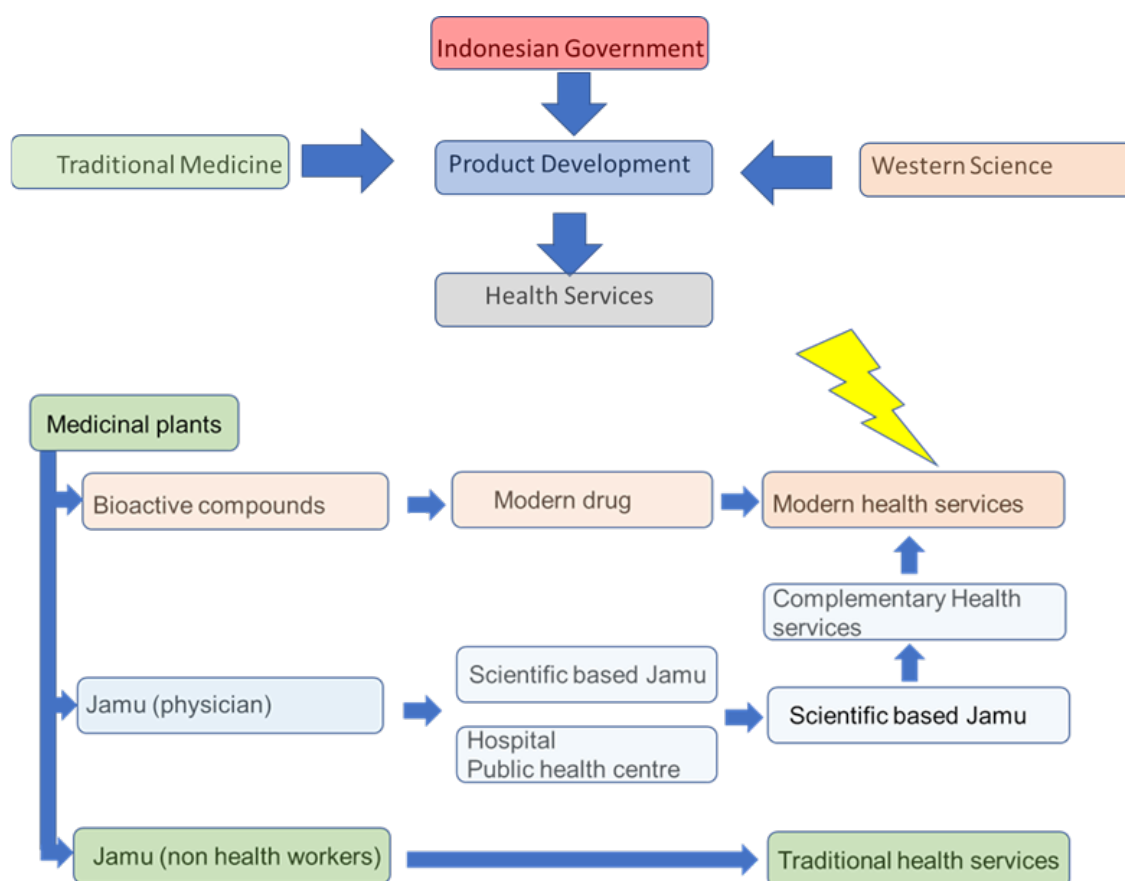 Indonesian Government
Traditional Medicine
Product Development
Western Science
Health Services
Medicinal plants
Bioactive compounds
Modern drug
Modern health services
Complementary Health
services
Jamu (physician)
Scientific based Jamu
Hospital
Public health centre
Scientific based Jamu
Jamu (non health workers)
Traditional health services